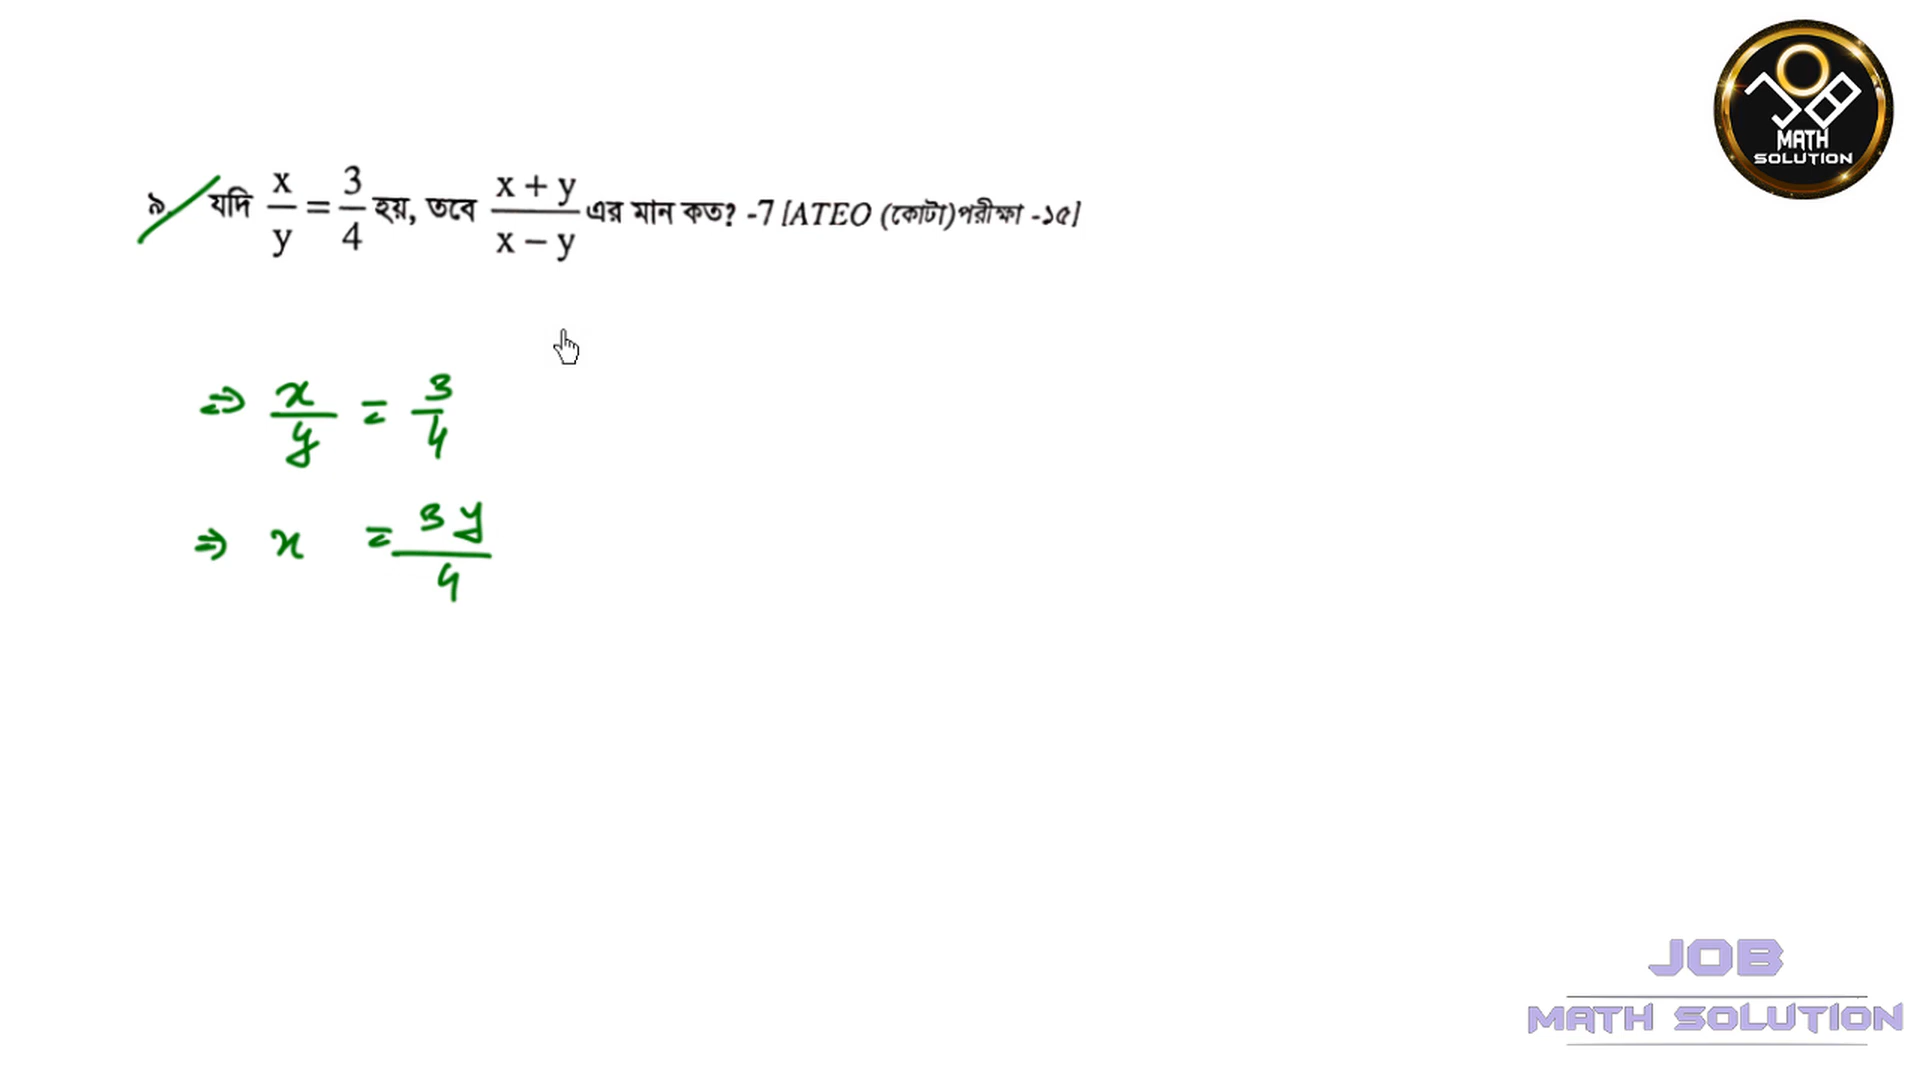 JOB
MATH
SOLUTION
৯. যদি x/y = 3/4 হয়, তবে (x + y)/(x − y) এর মান কত? -7 [ATEO (কোটা)পরীক্ষা -১৫]
⇒ x/y = 3/4
⇒ x = 3y/4
JOB
MATH SOLUTION